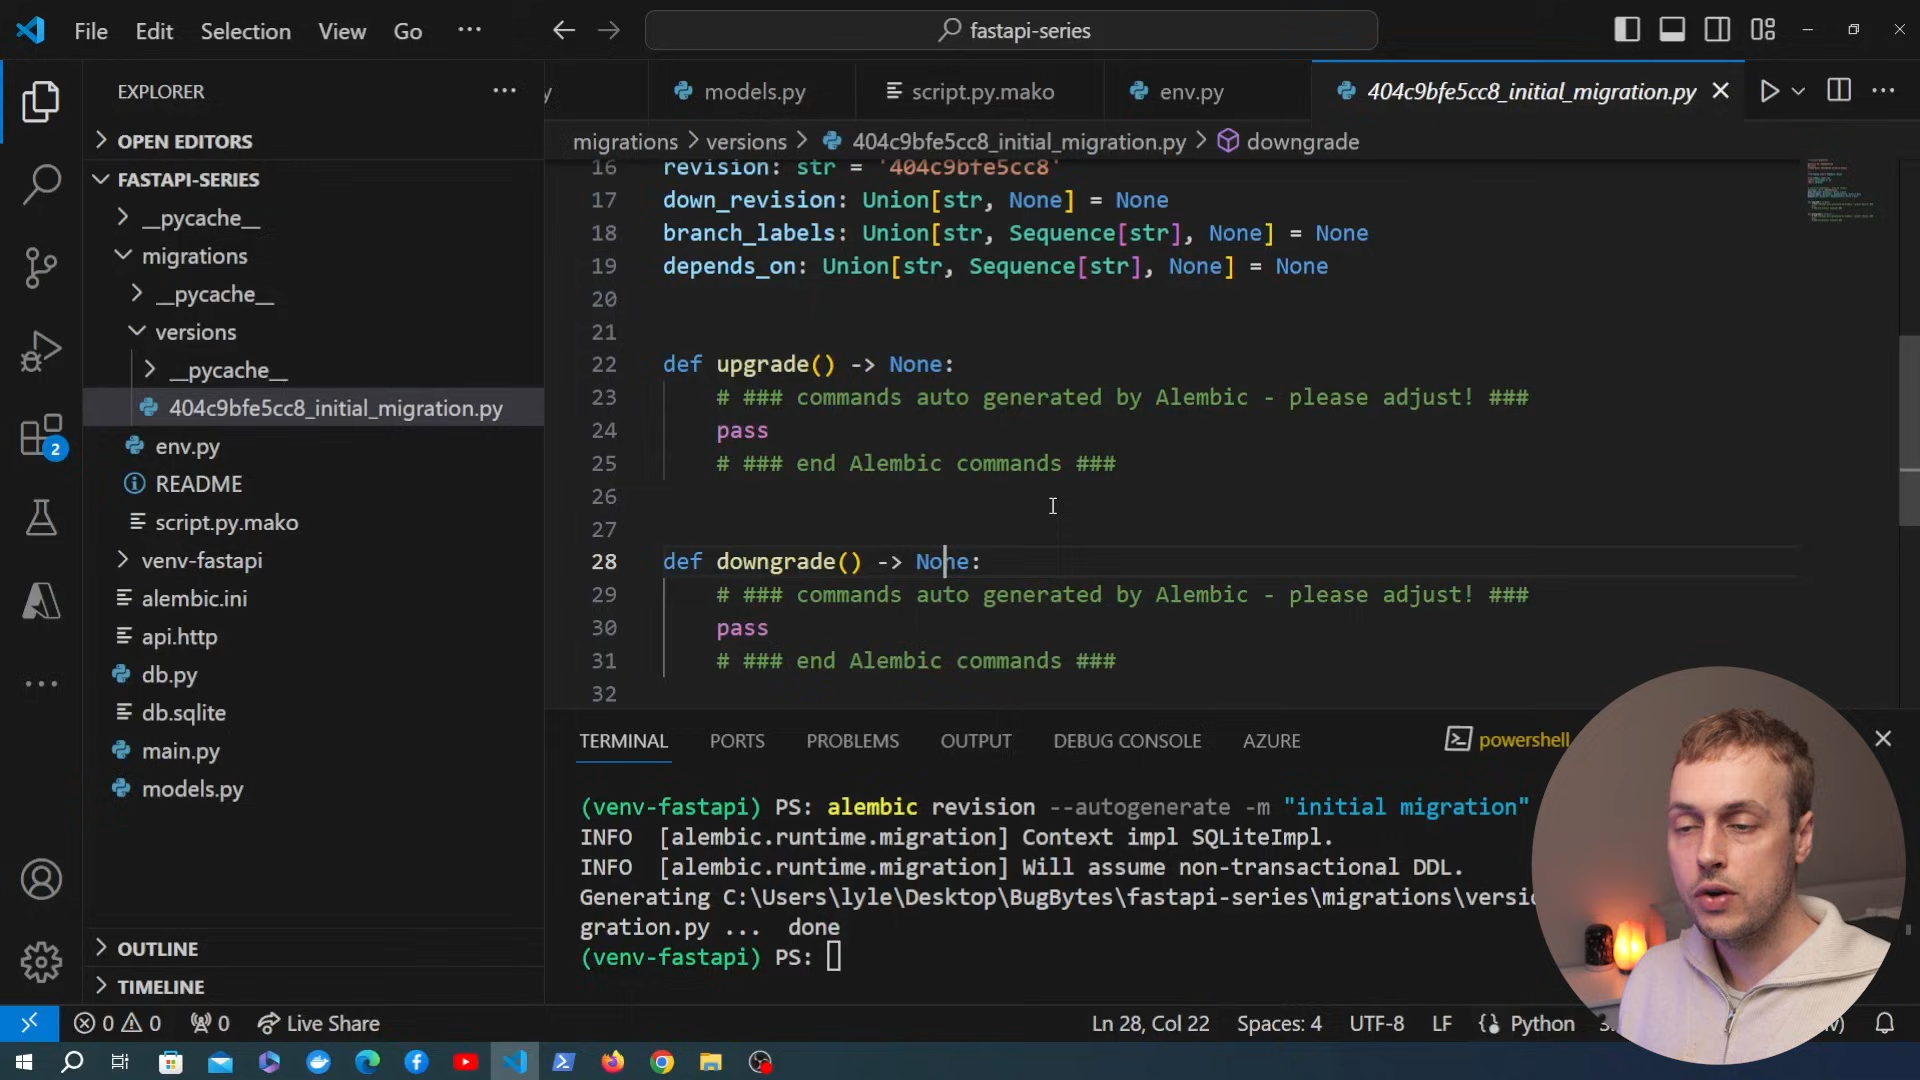 File Edit Selection View Go ...
fastapi-series
EXPLORER ...
models.py script.py.mako env.py 404c9bfe5cc8_initial_migration.py
migrations > versions > 404c9bfe5cc8_initial_migration.py > downgrade
OPEN EDITORS
FASTAPI-SERIES
__pycache__
migrations
__pycache__
versions
__pycache__
404c9bfe5cc8_initial_migration.py
env.py
README
script.py.mako
venv-fastapi
alembic.ini
api.http
db.py
db.sqlite
main.py
models.py
OUTLINE
TIMELINE
2
16 revision: str = '404c9bfe5cc8'
17 down_revision: Union[str, None] = None
18 branch_labels: Union[str, Sequence[str], None] = None
19 depends_on: Union[str, Sequence[str], None] = None
20
21
22 def upgrade() -> None:
23 # ### commands auto generated by Alembic - please adjust! ###
24 pass
25 # ### end Alembic commands ###
26
27
28 def downgrade() -> None:
29 # ### commands auto generated by Alembic - please adjust! ###
30 pass
31 # ### end Alembic commands ###
32
TERMINAL PORTS PROBLEMS OUTPUT DEBUG CONSOLE AZURE powershell
(venv-fastapi) PS: alembic revision --autogenerate -m "initial migration"
INFO [alembic.runtime.migration] Context impl SQLiteImpl.
INFO [alembic.runtime.migration] Will assume non-transactional DDL.
Generating C:\Users\lyle\Desktop\BugBytes\fastapi-series\migrations\versi
gration.py ... done
(venv-fastapi) PS:
0 0 0 Live Share Ln 28, Col 22 Spaces: 4 UTF-8 LF Python